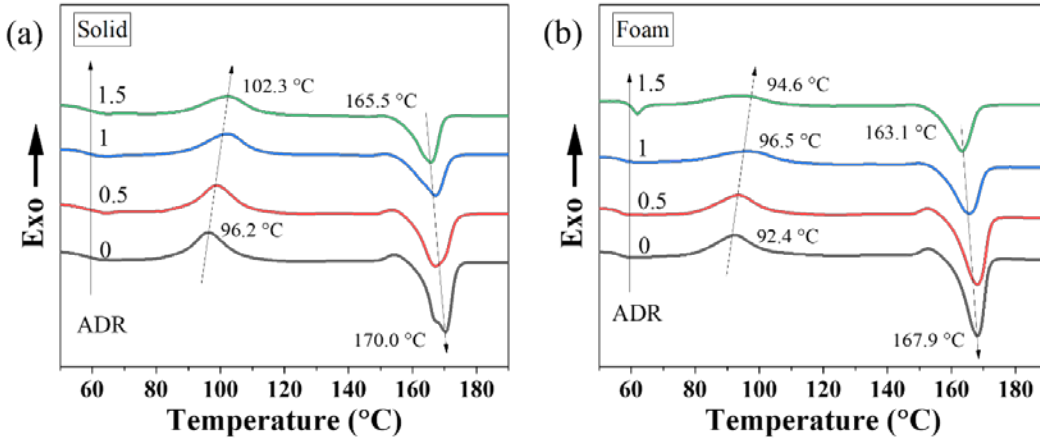 (a)
Solid
Exo
1.5
1
0.5
0
ADR
102.3 °C
96.2 °C
165.5 °C
170.0 °C
60 80 100 120 140 160 180
Temperature (°C)
(b)
Foam
Exo
1.5
1
0.5
0
ADR
94.6 °C
96.5 °C
92.4 °C
163.1 °C
167.9 °C
60 80 100 120 140 160 180
Temperature (°C)